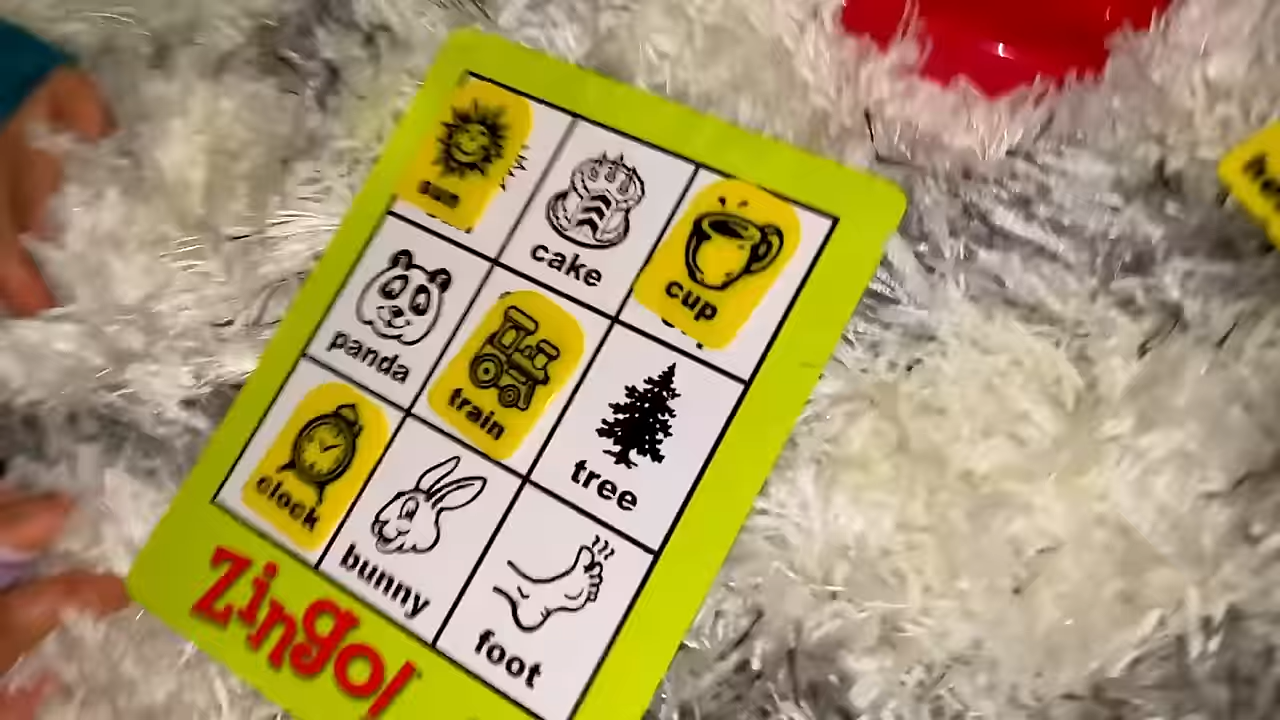 sun
cake
cup
panda
train
tree
clock
bunny
foot
Zingo!